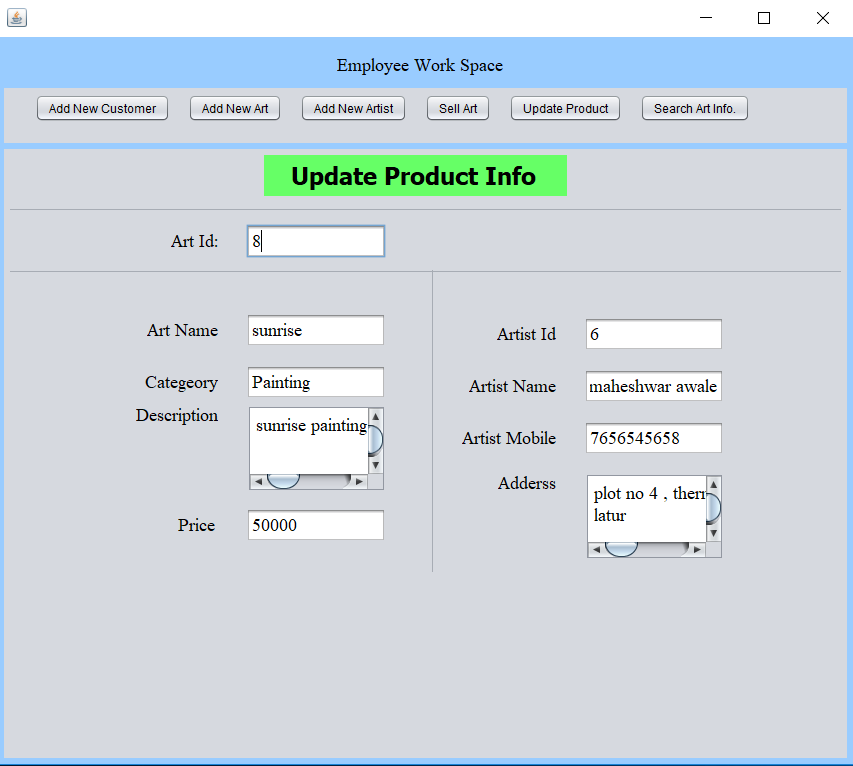 Employee Work Space
Add New Customer Add New Art Add New Artist Sell Art Update Product Search Art Info.
Update Product Info
Art Id: 8
Art Name sunrise
Categeory Painting
Description sunrise painting
Price 50000
Artist Id 6
Artist Name maheshwar awale
Artist Mobile 7656545658
Adderss plot no 4 ,
latur